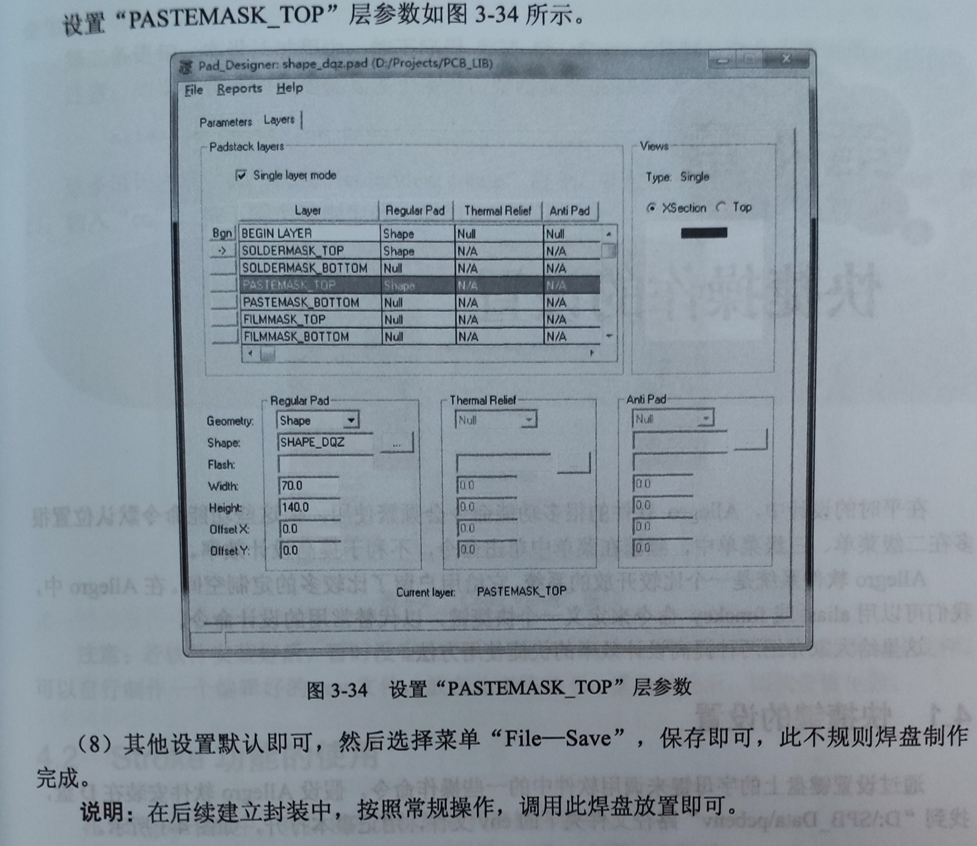 设置“PASTEMASK_TOP”层参数如图 3-34 所示。
Pad_Designer: shape_dqz.pad (D:/Projects/PCB_LIB)
File Reports Help
Parameters Layers
Padstack layers
Single layer mode
Layer Regular Pad Thermal Relief Anti Pad
Bgn BEGIN LAYER Shape Null Null
-> SOLDERMASK_TOP Shape N/A N/A
SOLDERMASK_BOTTOM Null N/A N/A
PASTEMASK_TOP Shape N/A N/A
PASTEMASK_BOTTOM Null N/A N/A
FILMMASK_TOP Null N/A N/A
FILMMASK_BOTTOM Null N/A N/A
Views
Type: Single
XSection Top
Regular Pad Thermal Relief Anti Pad
Geometry: Shape Null Null
Shape: SHAPE_DQZ ...
Flash: ...
Width: 70.0 0.0 0.0
Height: 140.0 0.0 0.0
Offset X: 0.0 0.0 0.0
Offset Y: 0.0 0.0 0.0
Current layer: PASTEMASK_TOP
图 3-34 设置“PASTEMASK_TOP”层参数
（8）其他设置默认即可，然后选择菜单“File—Save”，保存即可，此不规则焊盘制作
完成。
说明：在后续建立封装中，按照常规操作，调用此焊盘放置即可。